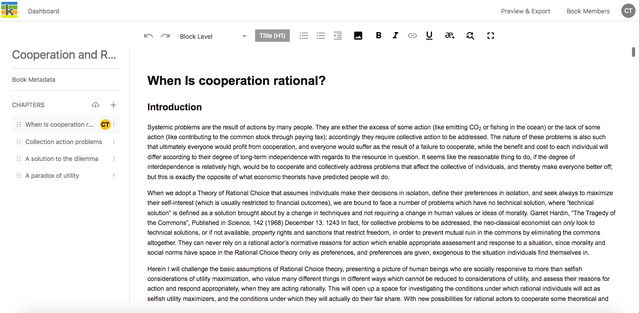 Dashboard
Preview & Export
Book Members
CT
Block Level
Title (H1)
B I U æ
Cooperation and R...
Book Metadata
CHAPTERS
When Is cooperation r... CT
Collection action problems
A solution to the dilemma
A paradox of utility
When Is cooperation rational?
Introduction
Systemic problems are the result of actions by many people. They are either the excess of some action (like emitting CO₂ or fishing in the ocean) or the lack of some
action (like contributing to the common stock through paying tax); accordingly they require collective action to be addressed. The nature of these problems is also such
that ultimately everyone would profit from cooperation, and everyone would suffer as the result of a failure to cooperate, while the benefit and cost to each individual will
differ according to their degree of long-term independence with regards to the resource in question. It seems like the reasonable thing to do, if the degree of
interdependence is relatively high, would be to cooperate and collectively address problems that affect the collective of individuals, and thereby make everyone better off;
but this is exactly the opposite of what economic theorists have predicted people will do.
When we adopt a Theory of Rational Choice that assumes individuals make their decisions in isolation, define their preferences in isolation, and seek always to maximize
their self-interest (which is usually restricted to financial outcomes), we are bound to face a number of problems which have no technical solution, where "technical
solution" is defined as a solution brought about by a change in techniques and not requiring a change in human values or ideas of morality. Garret Hardin, "The Tragedy of
the Commons", Published in Science, 142 (1968) December 13. 1243 In fact, for collective problems to be addressed, the neo-classical economist can only look to
technical solutions, or if not available, property rights and sanctions that restrict freedom, in order to prevent mutual ruin in the commons by eliminating the commons
altogether. They can never rely on a rational actor's normative reasons for action which enable appropriate assessment and response to a situation, since morality and
social norms have space in the Rational Choice theory only as preferences, and preferences are given, exogenous to the situation individuals find themselves in.
Herein I will challenge the basic assumptions of Rational Choice theory, presenting a picture of human beings who are socially responsive to more than selfish
considerations of utility maximization, who value many different things in different ways which cannot be reduced to considerations of utility, and assess their reasons for
action and respond appropriately, when they are acting rationally. This will open up a space for investigating the conditions under which rational individuals will act as
selfish utility maximizers, and the conditions under which they will actually do their fair share. With new possibilities for rational actors to cooperate some theoretical and